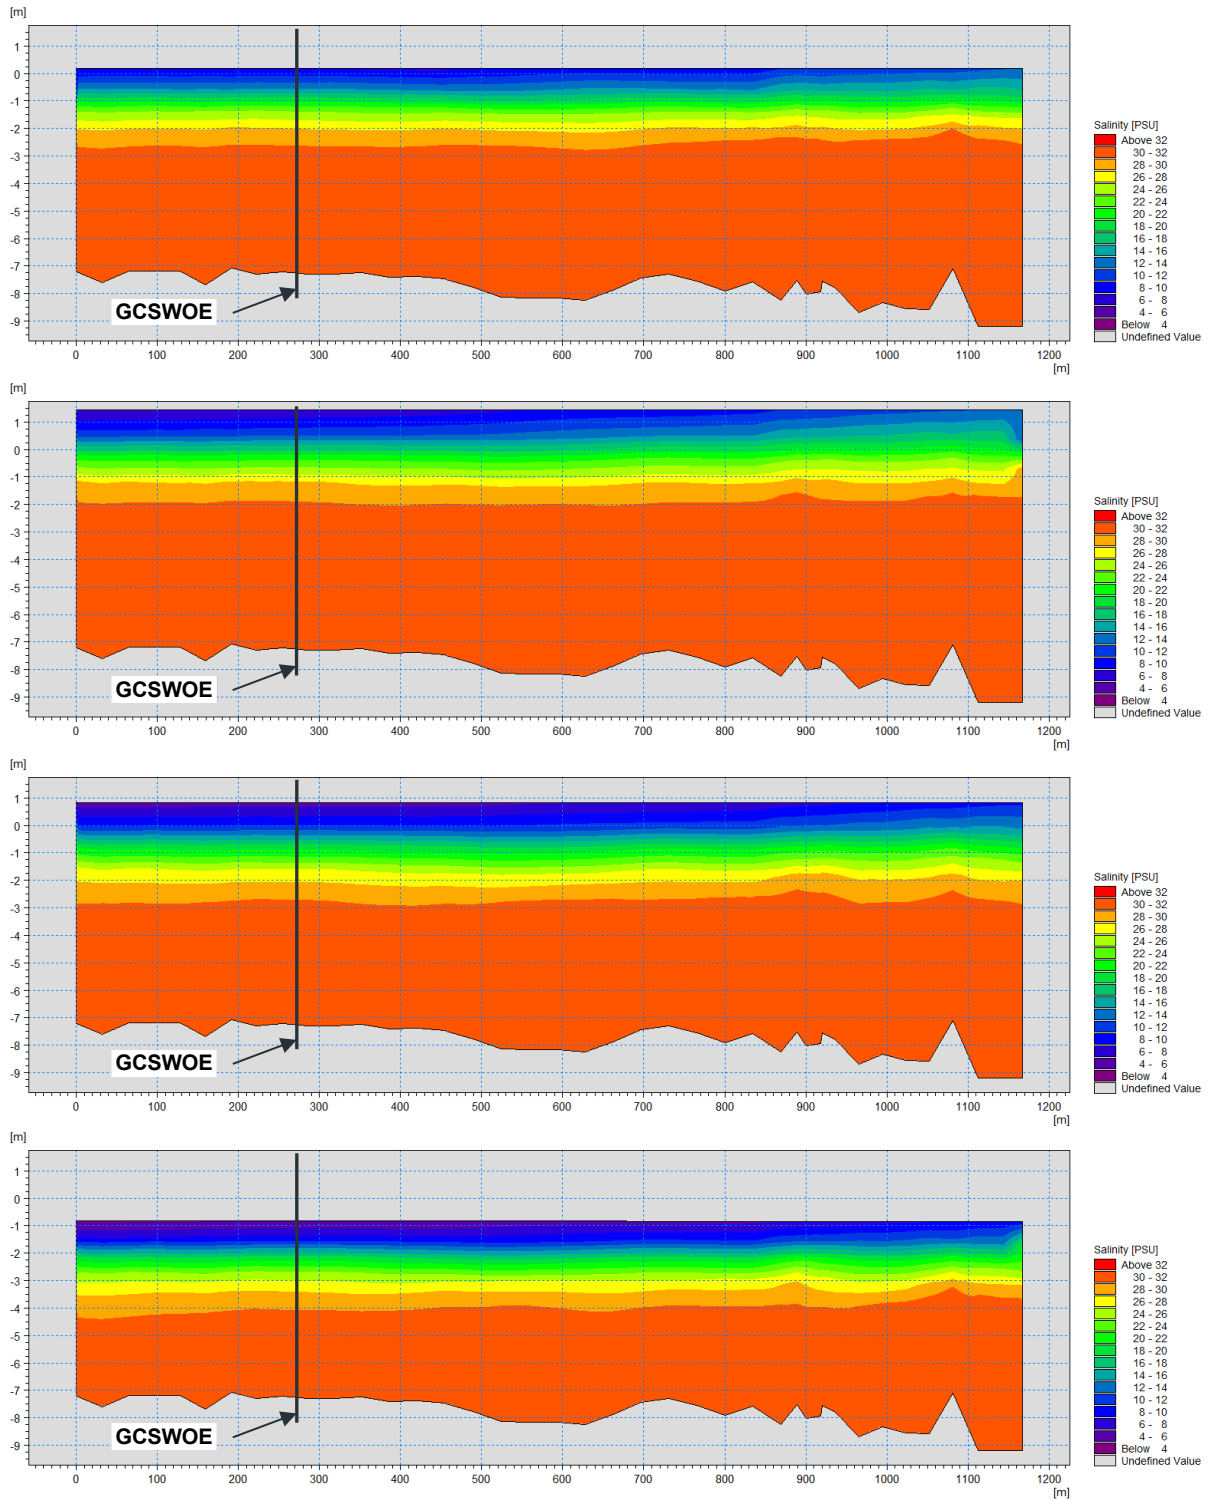 [m]
1
0
-1
-2
-3
-4
-5
-6
-7
-8
-9
GCSWOE
0 100 200 300 400 500 600 700 800 900 1000 1100 1200
[m]
Salinity [PSU]
Above 32
30 - 32
28 - 30
26 - 28
24 - 26
22 - 24
20 - 22
18 - 20
16 - 18
14 - 16
12 - 14
10 - 12
8 - 10
6 - 8
4 - 6
Below 4
Undefined Value
[m]
1
0
-1
-2
-3
-4
-5
-6
-7
-8
-9
GCSWOE
0 100 200 300 400 500 600 700 800 900 1000 1100 1200
[m]
Salinity [PSU]
Above 32
30 - 32
28 - 30
26 - 28
24 - 26
22 - 24
20 - 22
18 - 20
16 - 18
14 - 16
12 - 14
10 - 12
8 - 10
6 - 8
4 - 6
Below 4
Undefined Value
[m]
1
0
-1
-2
-3
-4
-5
-6
-7
-8
-9
GCSWOE
0 100 200 300 400 500 600 700 800 900 1000 1100 1200
[m]
Salinity [PSU]
Above 32
30 - 32
28 - 30
26 - 28
24 - 26
22 - 24
20 - 22
18 - 20
16 - 18
14 - 16
12 - 14
10 - 12
8 - 10
6 - 8
4 - 6
Below 4
Undefined Value
[m]
1
0
-1
-2
-3
-4
-5
-6
-7
-8
-9
GCSWOE
0 100 200 300 400 500 600 700 800 900 1000 1100 1200
[m]
Salinity [PSU]
Above 32
30 - 32
28 - 30
26 - 28
24 - 26
22 - 24
20 - 22
18 - 20
16 - 18
14 - 16
12 - 14
10 - 12
8 - 10
6 - 8
4 - 6
Below 4
Undefined Value